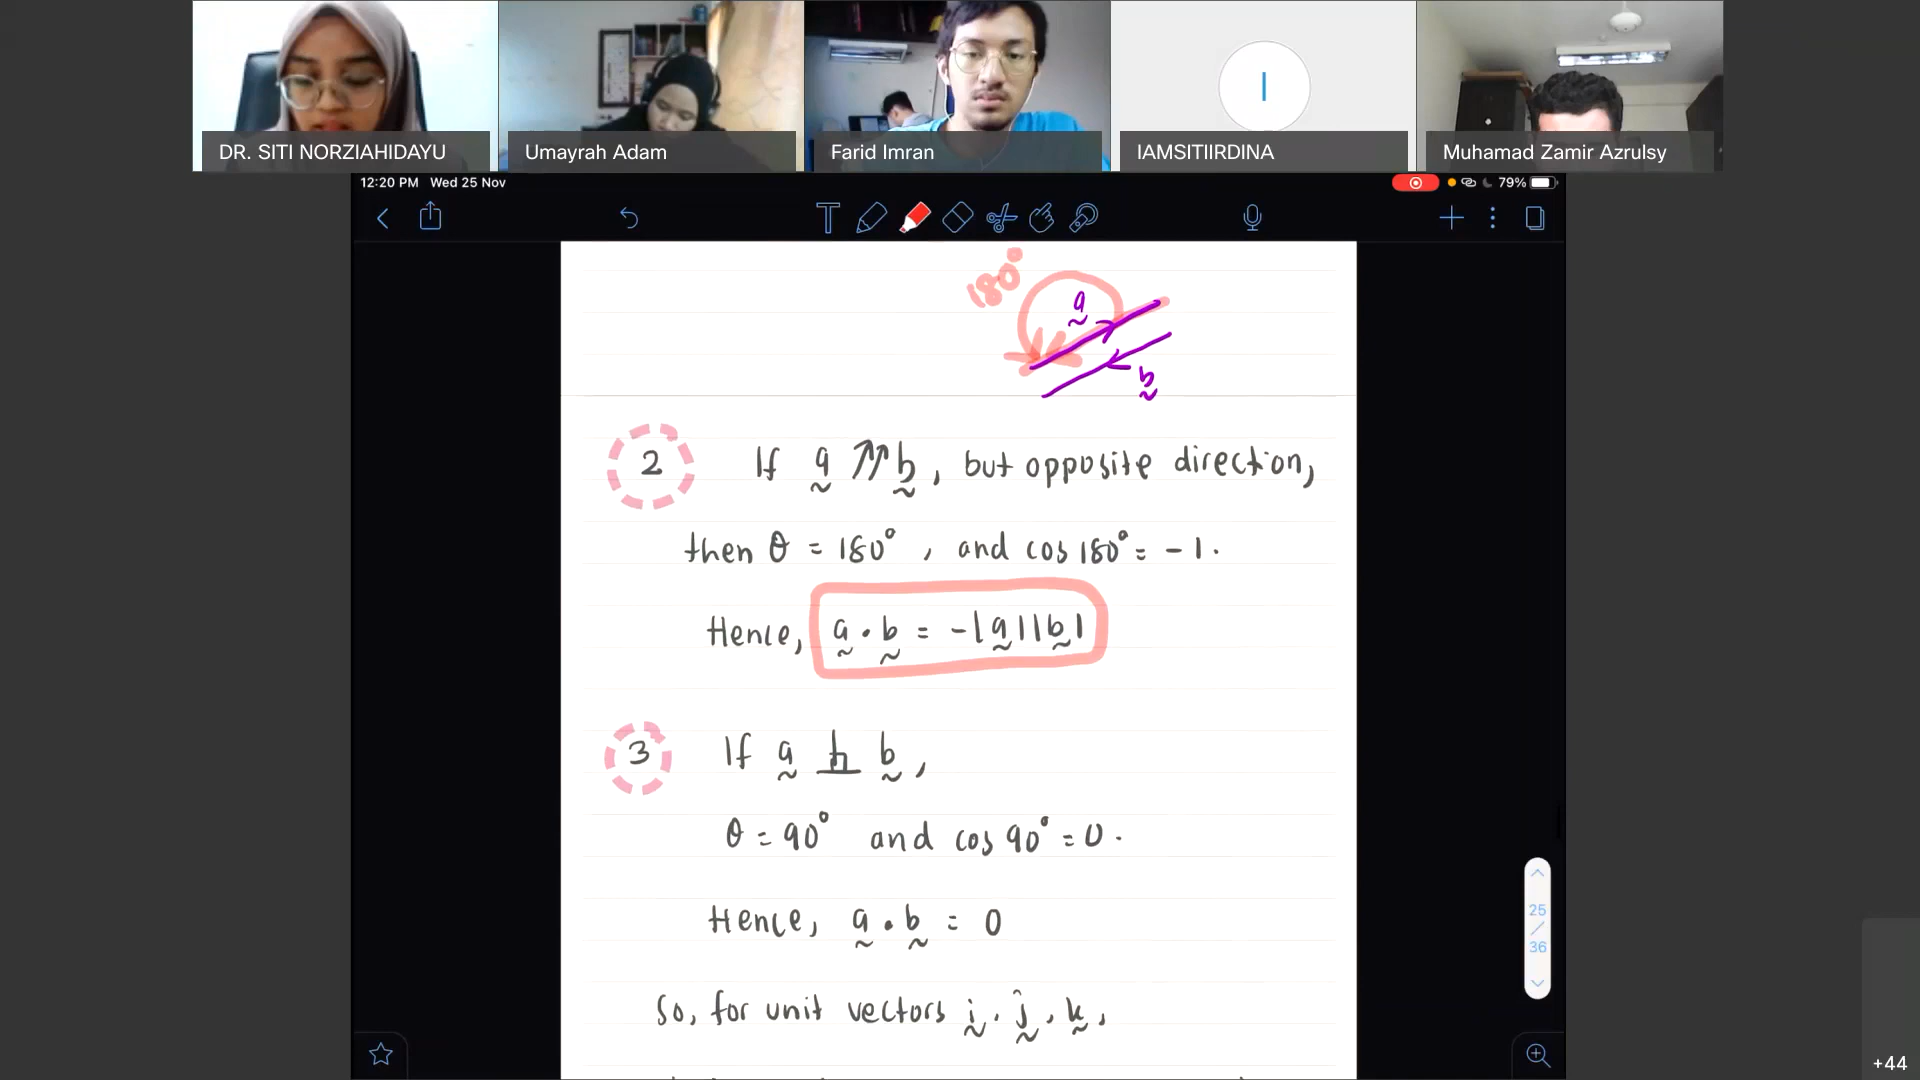 DR. SITI NORZIAHIDAYU
Umayrah Adam
Farid Imran
I
IAMSITIIRDINA
Muhamad Zamir Azrulsy
12:20 PM Wed 25 Nov
79%
T
180°
a
b
2 If a ⇈ b, but opposite direction,
then θ = 180°, and cos 180° = -1.
Hence, a · b = -|a||b|
3 If a ⊥ b,
θ = 90° and cos 90° = 0.
Hence, a · b = 0
So, for unit vectors i, j, k,
25
/
36
+44